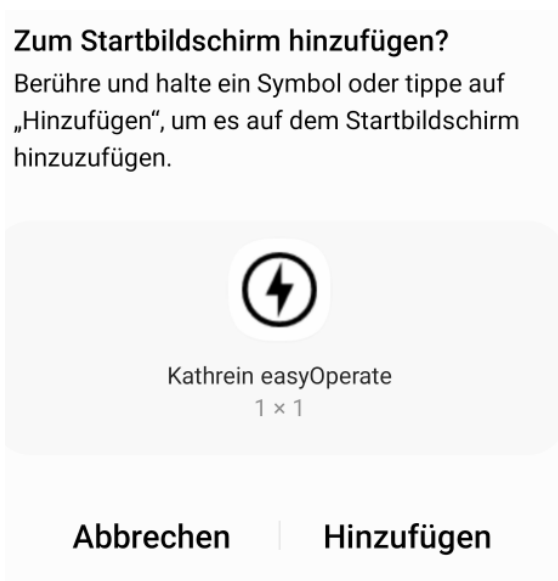 Zum Startbildschirm hinzufügen?
Berühre und halte ein Symbol oder tippe auf
„Hinzufügen“, um es auf dem Startbildschirm
hinzuzufügen.
Kathrein easyOperate
1 × 1
Abbrechen
Hinzufügen